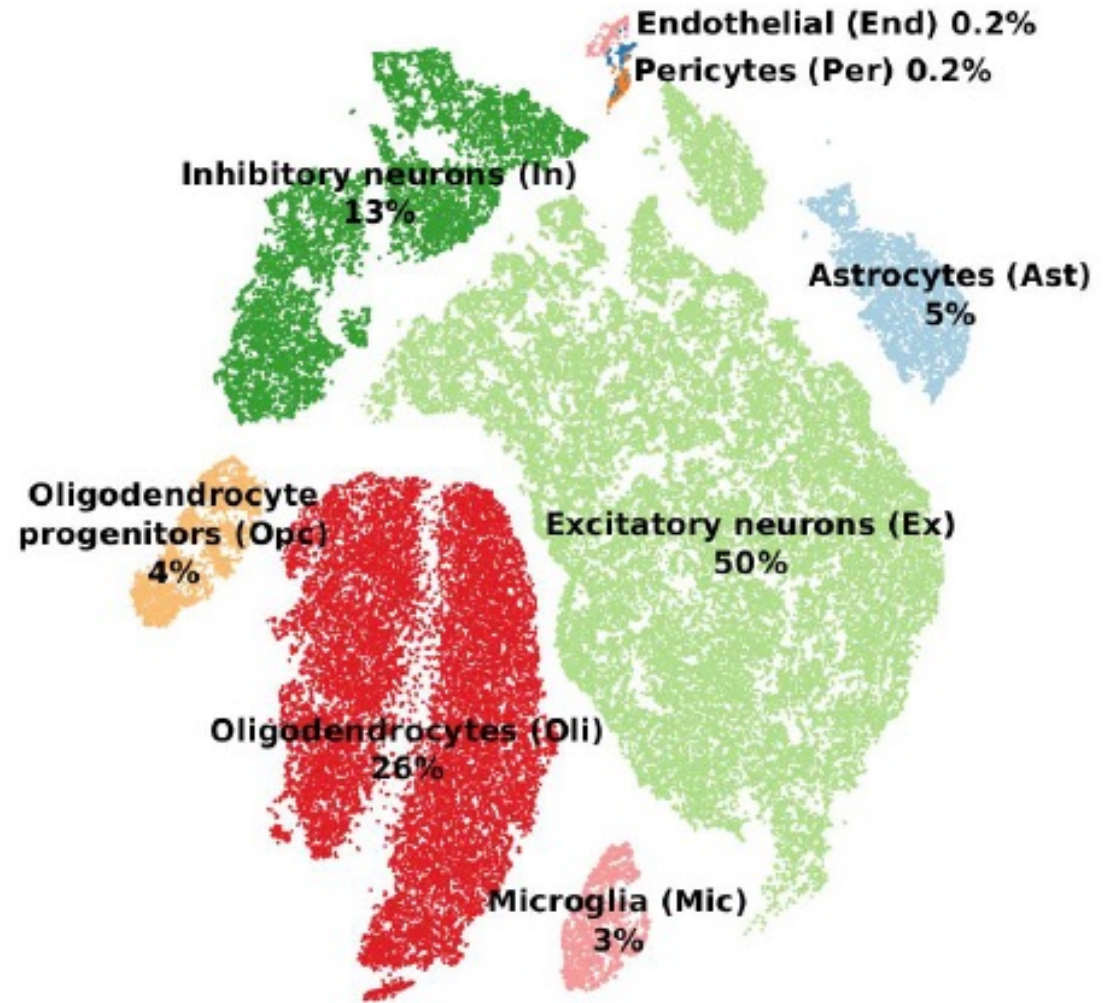 Endothelial (End) 0.2%
Pericytes (Per) 0.2%
Inhibitory neurons (In)
13%
Astrocytes (Ast)
5%
Oligodendrocyte
progenitors (Opc)
4%
Excitatory neurons (Ex)
50%
Oligodendrocytes (Oli)
26%
Microglia (Mic)
3%